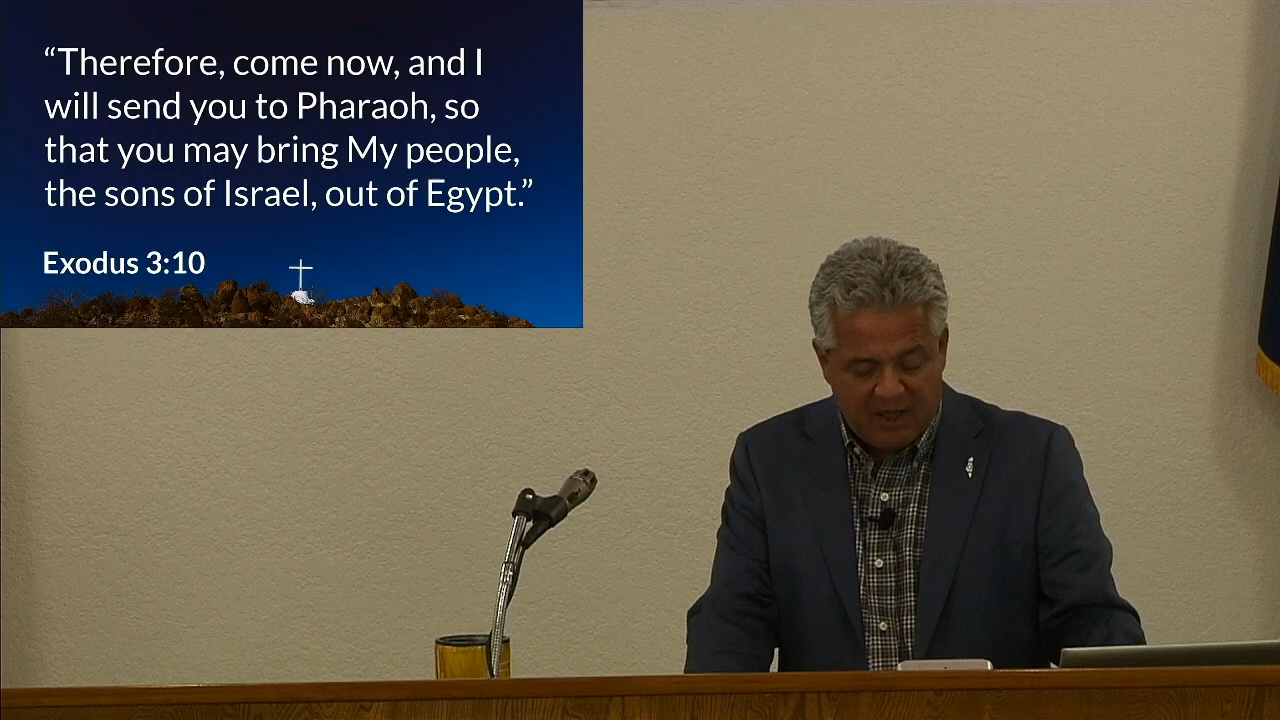 “Therefore, come now, and I
will send you to Pharaoh, so
that you may bring My people,
the sons of Israel, out of Egypt.”
Exodus 3:10